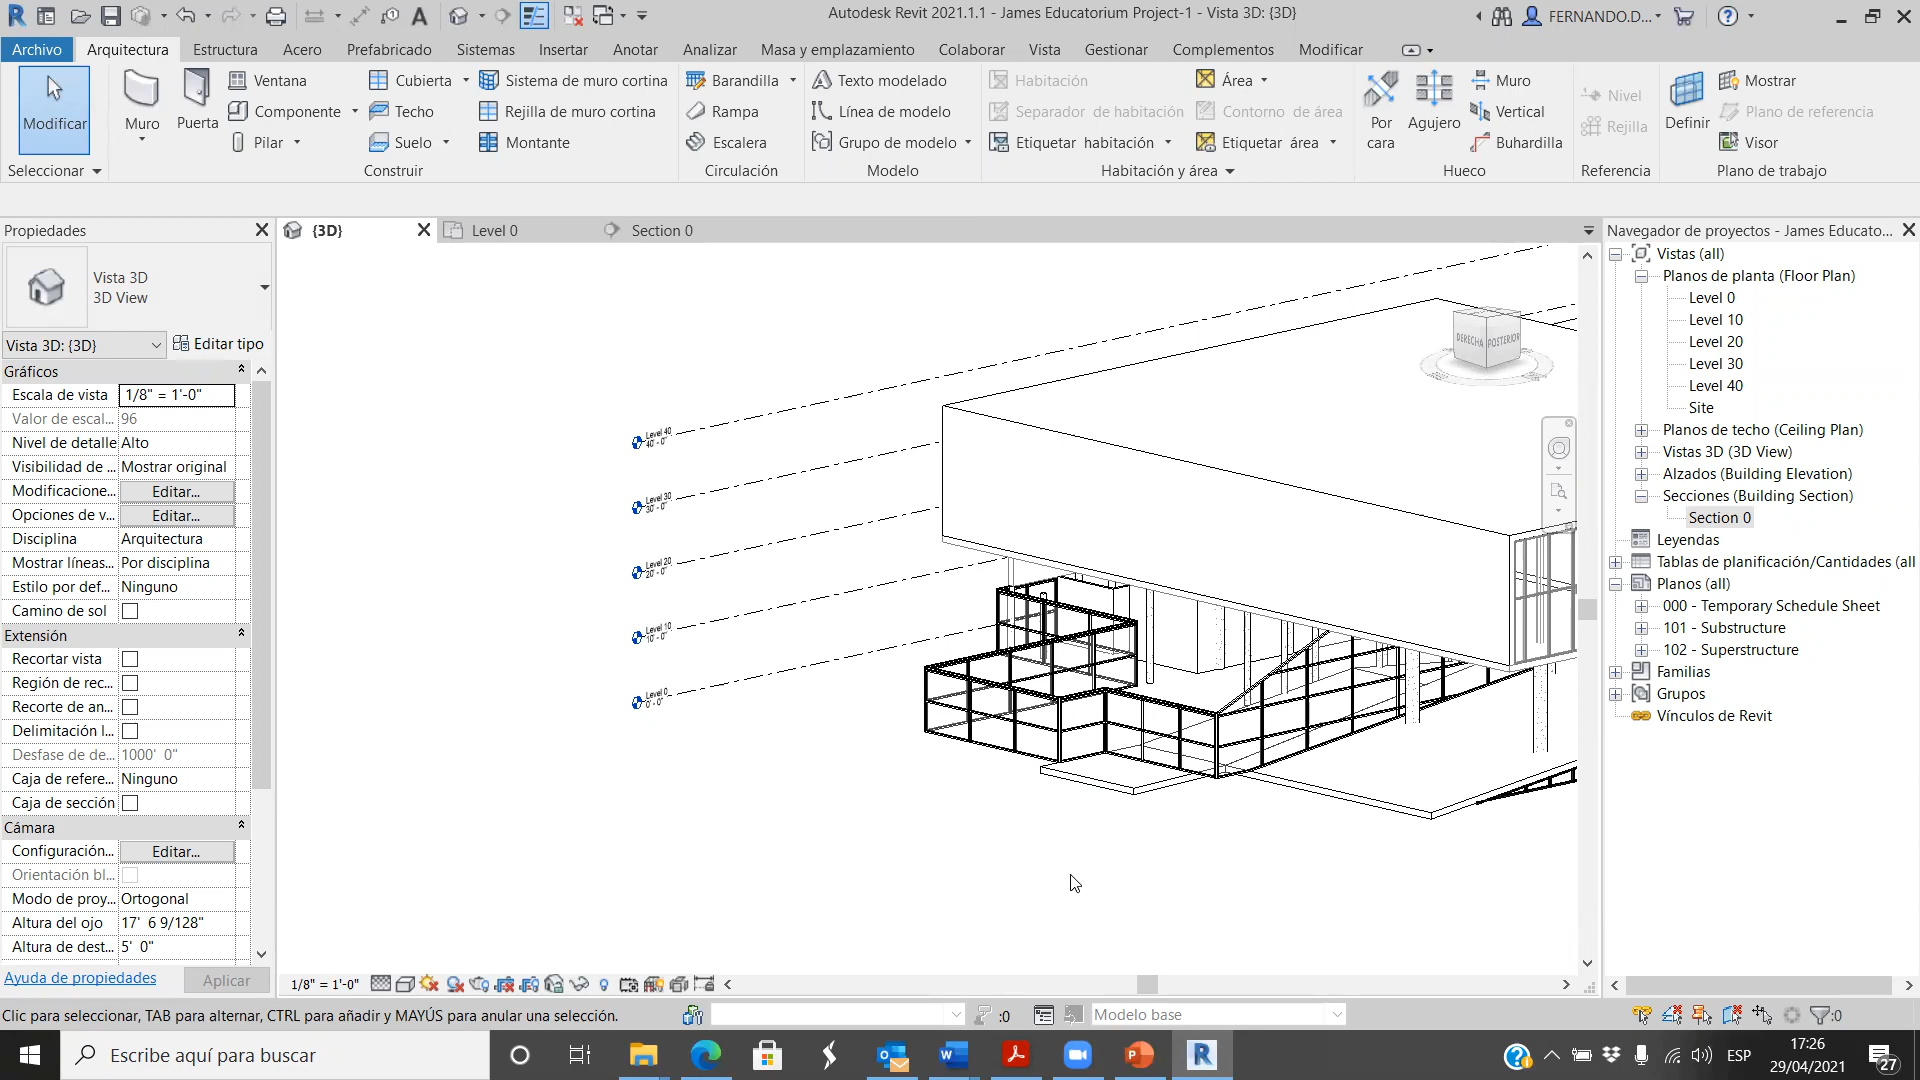 Autodesk Revit 2021.1.1 - James Educatorium Project-1 - Vista 3D: {3D}
FERNANDO.D...
Archivo Arquitectura Estructura Acero Prefabricado Sistemas Insertar Anotar Analizar Masa y emplazamiento Colaborar Vista Gestionar Complementos Modificar
Modificar
Muro
Puerta
Ventana
Componente
Pilar
Cubierta
Techo
Suelo
Sistema de muro cortina
Rejilla de muro cortina
Montante
Barandilla
Rampa
Escalera
Texto modelado
Línea de modelo
Grupo de modelo
Habitación
Separador de habitación
Etiquetar habitación
Área
Contorno de área
Etiquetar área
Por cara
Agujero
Muro
Vertical
Buhardilla
Nivel
Rejilla
Definir
Mostrar
Plano de referencia
Visor
Seleccionar Construir Circulación Modelo Habitación y área Hueco Referencia Plano de trabajo
Propiedades
Vista 3D
3D View
Vista 3D: {3D} Editar tipo
Gráficos
Escala de vista 1/8" = 1'-0"
Valor de escal... 96
Nivel de detalle Alto
Visibilidad de ... Mostrar original
Modificacione... Editar...
Opciones de v... Editar...
Disciplina Arquitectura
Mostrar líneas... Por disciplina
Estilo por def... Ninguno
Camino de sol
Extensión
Recortar vista
Región de rec...
Recorte de an...
Delimitación l...
Desfase de de... 1000' 0"
Caja de refere... Ninguno
Caja de sección
Cámara
Configuración... Editar...
Orientación bl...
Modo de proy... Ortogonal
Altura del ojo 17' 6 9/128"
Altura de dest... 5' 0"
Ayuda de propiedades Aplicar
{3D} Level 0 Section 0
Level 40
40' - 0"
Level 30
30' - 0"
Level 20
20' - 0"
Level 10
10' - 0"
Level 0
0' - 0"
DERECHA POSTERIOR
1/8" = 1'-0"
Navegador de proyectos - James Educato...
Vistas (all)
Planos de planta (Floor Plan)
Level 0
Level 10
Level 20
Level 30
Level 40
Site
Planos de techo (Ceiling Plan)
Vistas 3D (3D View)
Alzados (Building Elevation)
Secciones (Building Section)
Section 0
Leyendas
Tablas de planificación/Cantidades (all
Planos (all)
000 - Temporary Schedule Sheet
101 - Substructure
102 - Superstructure
Familias
Grupos
Vínculos de Revit
Clic para seleccionar, TAB para alternar, CTRL para añadir y MAYÚS para anular una selección.
:0
Modelo base
:0
Escribe aquí para buscar
ESP
17:26
29/04/2021
27